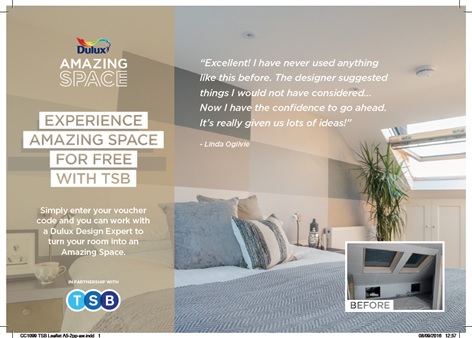 Dulux
AMAZING
SPACE
EXPERIENCE
AMAZING SPACE
FOR FREE
WITH TSB
Simply enter your voucher
code and you can work with
a Dulux Design Expert to
turn your room into an
Amazing Space.
IN PARTNERSHIP WITH
TSB
“Excellent! I have never used anything
like this before. The designer suggested
things I would not have considered...
Now I have the confidence to go ahead.
It’s really given us lots of ideas!”
- Linda Ogilvie
BEFORE
CC1099 TSB Leaflet A5-2pp-aw.indd 1
08/09/2016 12:57